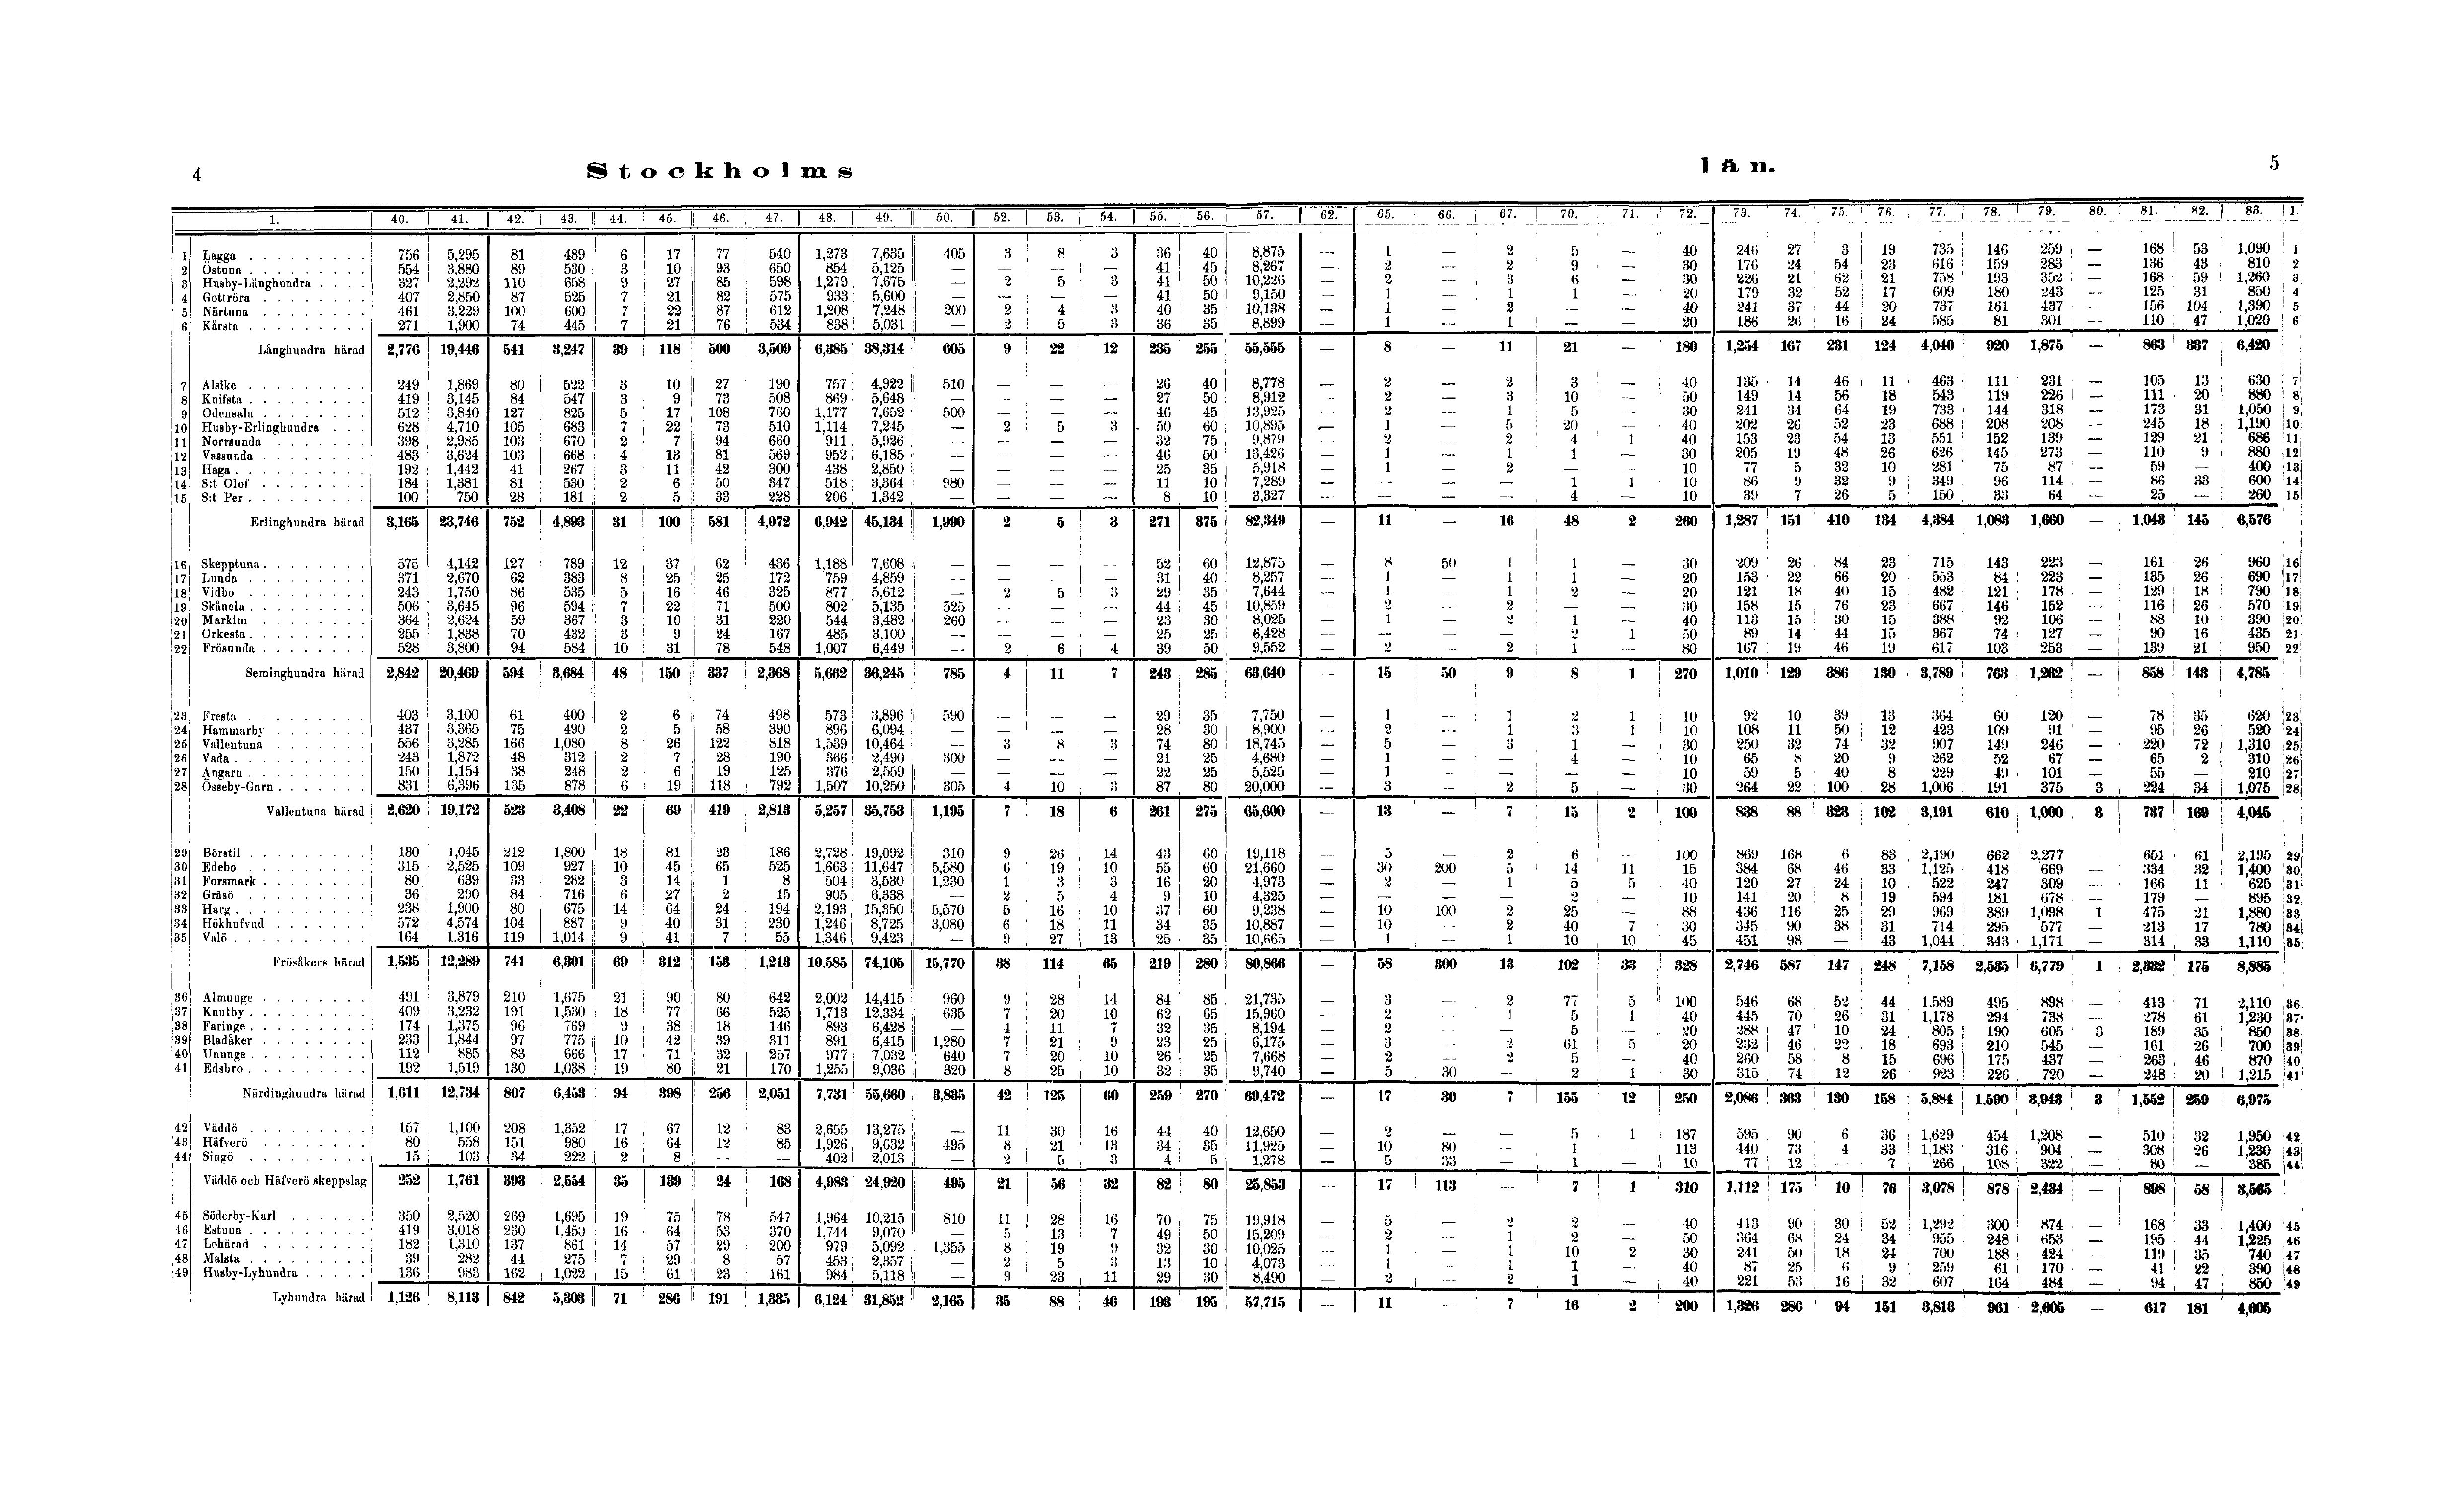 4 Stockholms län. 5
1. 40. 41. 42. 43. 44. 45. 46. 47. 48. 49. 50. 52. 53. 54. 55. 56. 57. 62. 65. 66. 67. 70. 71. 72. 73. 74. 75. 76. 77. 78. 79. 80. 81. 82. 83. 1.
1 Lagga 756 5,295 81 489 6 17 77 540 1,273 7,635 405 3 8 3 36 40 8,875 — 1 — 2 5 — 40 246 27 3 19 735 146 259 — 168 53 1,090 1
2 Östuna 554 3,880 89 530 3 10 93 650 854 5,125 — — — — 41 45 8,267 — 2 — 2 9 — 30 176 24 54 23 616 159 283 — 136 43 810 2
3 Husby-Långhundra 327 2,292 110 658 9 27 85 598 1,279 7,675 — 2 5 3 41 50 10,226 — 2 — 3 6 — 30 226 21 62 21 758 193 352 — 168 59 1,260 3
4 Gottröra 407 2,850 87 525 7 21 82 575 933 5,600 — — — — 41 50 9,150 — 1 — 1 1 — 20 179 32 52 17 609 180 243 — 125 31 850 4
5 Närtuna 461 3,229 100 600 7 22 87 612 1,208 7,248 200 2 4 3 40 35 10,138 — 1 — 2 — — 40 241 37 44 20 737 161 437 — 156 104 1,390 5
6 Kårsta 271 1,900 74 445 7 21 76 534 838 5,031 — 2 5 3 36 35 8,899 — 1 — 1 — — 20 186 26 16 24 585 81 301 — 110 47 1,020 6
Långhundra härad 2,776 19,446 541 3,247 39 118 500 3,509 6,385 38,314 605 9 22 12 235 255 55,555 — 8 — 11 21 — 180 1,254 167 231 124 4,040 920 1,875 — 863 337 6,420
7 Alsike 249 1,869 80 522 3 10 27 190 757 4,922 510 — — — 26 40 8,778 — 2 — 2 3 — 40 135 14 46 11 463 111 231 — 105 13 630 7
8 Knifsta 419 3,145 84 547 3 9 73 508 869 5,648 — — — — 27 50 8,912 — 2 — 3 10 — 50 149 14 56 18 543 119 226 — 111 20 880 8
9 Odensala 512 3,840 127 825 5 17 108 760 1,177 7,652 500 — — — 46 45 13,925 — 2 — 1 5 — 30 241 34 64 19 733 144 318 — 173 31 1,050 9
10 Husby-Erlinghundra 628 4,710 105 683 7 22 73 510 1,114 7,245 — 2 5 3 50 60 10,895 — 1 — 5 20 — 40 202 26 52 23 688 208 208 — 245 18 1,190 10
11 Norrsunda 398 2,985 103 670 2 7 94 660 911 5,926 — — — — 32 75 9,879 — 2 — 2 4 1 40 153 23 54 13 551 152 139 — 129 21 686 11
12 Vassunda 483 3,624 103 668 4 13 81 569 952 6,185 — — — — 46 50 13,426 — 1 — 1 1 — 30 205 19 48 26 626 145 273 — 110 9 880 12
13 Haga 192 1,442 41 267 3 11 42 300 438 2,850 — — — — 25 35 5,918 — 1 — 2 — — 10 77 5 32 10 281 75 87 — 59 — 400 13
14 S:t Olof 184 1,381 81 530 2 6 50 347 518 3,364 980 — — — 11 10 7,289 — — — — 1 1 10 86 9 32 9 349 96 114 — 86 33 600 14
15 S:t Per 100 750 28 181 2 5 33 228 206 1,342 — — — — 8 10 3,327 — — — — 4 — 10 39 7 26 5 150 33 64 — 25 — 260 15
Erlinghundra härad 3,165 23,746 752 4,893 31 100 581 4,072 6,942 45,134 1,990 2 5 3 271 375 82,349 — 11 — 16 48 2 260 1,287 151 410 134 4,384 1,083 1,660 — 1,043 145 6,576
16 Skepptuna 575 4,142 127 789 12 37 62 436 1,188 7,608 — — — — 52 60 12,875 — 8 50 1 1 — 30 209 26 84 23 715 143 223 — 161 26 960 16
17 Lunda 371 2,670 62 383 8 25 25 172 759 4,859 — — — — 31 40 8,257 — 1 — 1 1 — 20 153 22 66 20 553 84 223 — 135 26 690 17
18 Vidbo 243 1,750 86 535 5 16 46 325 877 5,612 — 2 5 3 29 35 7,644 — 1 — 1 2 — 20 121 18 40 15 482 121 178 — 129 18 790 18
19 Skånela 506 3,645 96 594 7 22 71 500 802 5,135 525 — — — 44 45 10,859 — 2 — 2 — — 30 158 15 76 23 667 146 152 — 116 26 570 19
20 Markim 364 2,624 59 367 3 10 31 220 544 3,482 260 — — — 23 30 8,025 — 1 — 2 1 — 40 113 15 30 15 388 92 106 — 88 10 390 20
21 Orkesta 255 1,838 70 432 3 9 24 167 485 3,100 — — — — 25 25 6,428 — — — — 2 1 50 89 14 44 15 367 74 127 — 90 16 435 21
22 Frösunda 528 3,800 94 584 10 31 78 548 1,007 6,449 — 2 6 4 39 50 9,552 — 2 — 2 1 — 80 167 19 46 19 617 103 253 — 139 21 950 22
Seminghundra härad 2,842 20,469 594 3,684 48 150 337 2,368 5,662 36,245 785 4 11 7 243 285 63,640 — 15 50 9 8 1 270 1,010 129 386 130 3,789 763 1,262 — 858 143 4,785
23 Fresta 403 3,100 61 400 2 6 74 498 573 3,896 590 — — — 29 35 7,750 — 1 — 1 2 1 10 92 10 39 13 364 60 120 — 78 35 620 23
24 Hammarby 437 3,365 75 490 2 5 58 390 896 6,094 — — — — 28 30 8,900 — 1 — 1 3 1 10 108 11 50 12 423 109 91 — 95 26 520 24
25 Vallentuna 556 3,285 166 1,080 8 26 122 818 1,539 10,464 — 3 8 3 74 80 18,745 — 5 — 3 1 — 30 250 32 74 32 907 149 246 — 220 72 1,310 25
26 Vada 243 1,872 48 312 2 7 28 190 366 2,490 300 — — — 21 25 4,680 — 1 — — 4 — 10 65 8 20 9 262 52 67 — 65 2 310 26
27 Angarn 150 1,154 38 248 2 6 19 125 376 2,559 — — — — 22 25 5,525 — 1 — — — — 10 59 5 40 8 229 49 101 — 55 — 210 27
28 Össeby-Garn 831 6,396 135 878 6 19 118 792 1,507 10,250 305 4 10 3 87 80 20,000 — 3 — 2 5 — 30 264 22 100 28 1,006 191 375 3 224 34 1,075 28
Vallentuna härad 2,620 19,172 523 3,408 22 69 419 2,813 5,257 35,753 1,195 7 18 6 261 275 65,600 — 13 — 7 15 2 100 838 88 323 102 3,191 610 1,000 3 737 169 4,045
29 Börstil 130 1,045 212 1,800 18 81 23 186 2,728 19,092 310 9 26 14 43 60 19,118 — 5 — 2 6 — 100 869 168 6 83 2,190 662 2,277 651 61 2,195 29
30 Edebo 315 2,525 109 927 10 45 65 525 1,663 11,647 5,580 6 19 10 55 60 21,660 — 30 200 5 14 11 15 384 68 46 33 1,125 418 669 — 334 32 1,400 30
31 Forsmark 80 639 33 282 3 14 1 8 504 3,530 1,230 1 3 3 16 20 4,973 — 2 — 1 5 5 40 120 27 24 10 522 247 309 — 166 11 625 31
32 Gräsö 36 290 84 716 6 27 2 15 905 6,338 — 2 5 4 9 10 4,325 — — — — 2 — 10 141 20 8 19 594 181 678 — 179 — 895 32
33 Harg 238 1,900 80 675 14 64 24 194 2,193 15,350 5,570 5 16 10 37 60 9,238 — 10 100 2 25 — 88 436 116 25 29 969 389 1,098 1 475 21 1,880 33
34 Hökhufvud 572 4,574 104 887 9 40 31 230 1,246 8,725 3,080 6 18 11 34 35 10,887 — 10 — 2 40 7 30 345 90 38 31 714 295 577 — 213 17 780 34
35 Valö 164 1,316 119 1,014 9 41 7 55 1,346 9,423 — 9 27 13 25 35 10,665 — 1 — 1 10 10 45 451 98 — 43 1,044 343 1,171 — 314 33 1,110 35
Frösåkers härad 1,535 12,289 741 6,301 69 312 153 1,213 10,585 74,105 15,770 38 114 65 219 280 80,866 — 58 300 13 102 33 328 2,746 587 147 248 7,158 2,535 6,779 1 2,332 175 8,885
36 Almunge 491 3,879 210 1,675 21 90 80 642 2,002 14,415 960 9 28 14 84 85 21,735 — 3 — 2 77 5 100 546 68 52 44 1,589 495 898 — 413 71 2,110 36
37 Knutby 409 3,232 191 1,530 18 77 66 525 1,713 12,334 635 7 20 10 62 65 15,960 — 2 — 1 5 1 40 445 70 26 31 1,178 294 738 — 278 61 1,230 37
38 Faringe 174 1,375 96 769 9 38 18 146 893 6,428 — 4 11 7 32 35 8,194 — 2 — — 5 — 20 288 47 10 24 805 190 605 3 189 35 850 38
39 Bladåker 233 1,844 97 775 10 42 39 311 891 6,415 1,280 7 21 9 23 25 6,175 — 3 — 2 61 5 20 232 46 22 18 693 210 545 — 161 26 700 39
40 Ununge 112 885 83 666 17 71 32 257 977 7,032 640 7 20 10 26 25 7,668 — 2 — 2 5 — 40 260 58 8 15 696 175 437 — 263 46 870 40
41 Edsbro 192 1,519 130 1,038 19 80 21 170 1,255 9,036 320 8 25 10 32 35 9,740 — 5 30 — 2 1 30 315 74 12 26 923 226 720 — 248 20 1,215 41
Närdinghundra härad 1,611 12,734 807 6,453 94 398 256 2,051 7,731 55,660 3,835 42 125 60 259 270 69,472 — 17 30 7 155 12 250 2,086 363 130 158 5,884 1,590 3,943 3 1,552 259 6,975
42 Väddö 157 1,100 208 1,352 17 67 12 83 2,655 13,275 — 11 30 16 44 40 12,650 — 2 — — 5 1 187 595 90 6 36 1,629 454 1,208 — 510 32 1,950 42
43 Häfverö 80 558 151 980 16 64 12 85 1,926 9,632 495 8 21 13 34 35 11,925 — 10 80 — 1 — 113 440 73 4 33 1,183 316 904 — 308 26 1,230 43
44 Singö 15 103 34 222 2 8 — — 402 2,013 — 2 5 3 4 5 1,278 — 5 33 — 1 — 10 77 12 — 7 266 108 322 — 80 — 385 44
Väddö och Häfverö skeppslag 252 1,761 393 2,554 35 139 24 168 4,983 24,920 495 21 56 32 82 80 25,853 — 17 113 — 7 1 310 1,112 175 10 76 3,078 878 2,434 — 898 58 3,565
45 Söderby-Karl 350 2,520 269 1,695 19 75 78 547 1,964 10,215 810 11 28 16 70 75 19,918 — 5 — 2 2 — 40 413 90 30 52 1,292 300 874 — 168 33 1,400 45
46 Estuna 419 3,018 230 1,450 16 64 53 370 1,744 9,070 — 5 13 7 49 50 15,209 — 2 — 1 2 — 50 364 68 24 34 955 248 653 — 195 44 1,225 46
47 Lohärad 182 1,310 137 861 14 57 29 200 979 5,092 1,355 8 19 9 32 30 10,025 — 1 — 1 10 2 30 241 50 18 24 700 188 424 — 119 35 740 47
48 Malsta 39 282 44 275 7 29 8 57 453 2,357 — 2 5 3 13 10 4,073 — 1 — 1 1 — 40 87 25 6 9 259 61 170 — 41 22 390 48
49 Husby-Lyhundra 136 983 162 1,022 15 61 23 161 984 5,118 — 9 23 11 29 30 8,490 — 2 — 2 1 — 40 221 53 16 32 607 164 484 — 94 47 850 49
Lyhundra härad 1,126 8,113 842 5,303 71 286 191 1,335 6,124 31,852 2,165 35 88 46 193 195 57,715 — 11 — 7 16 2 200 1,326 286 94 151 3,813 961 2,605 — 617 181 4,605